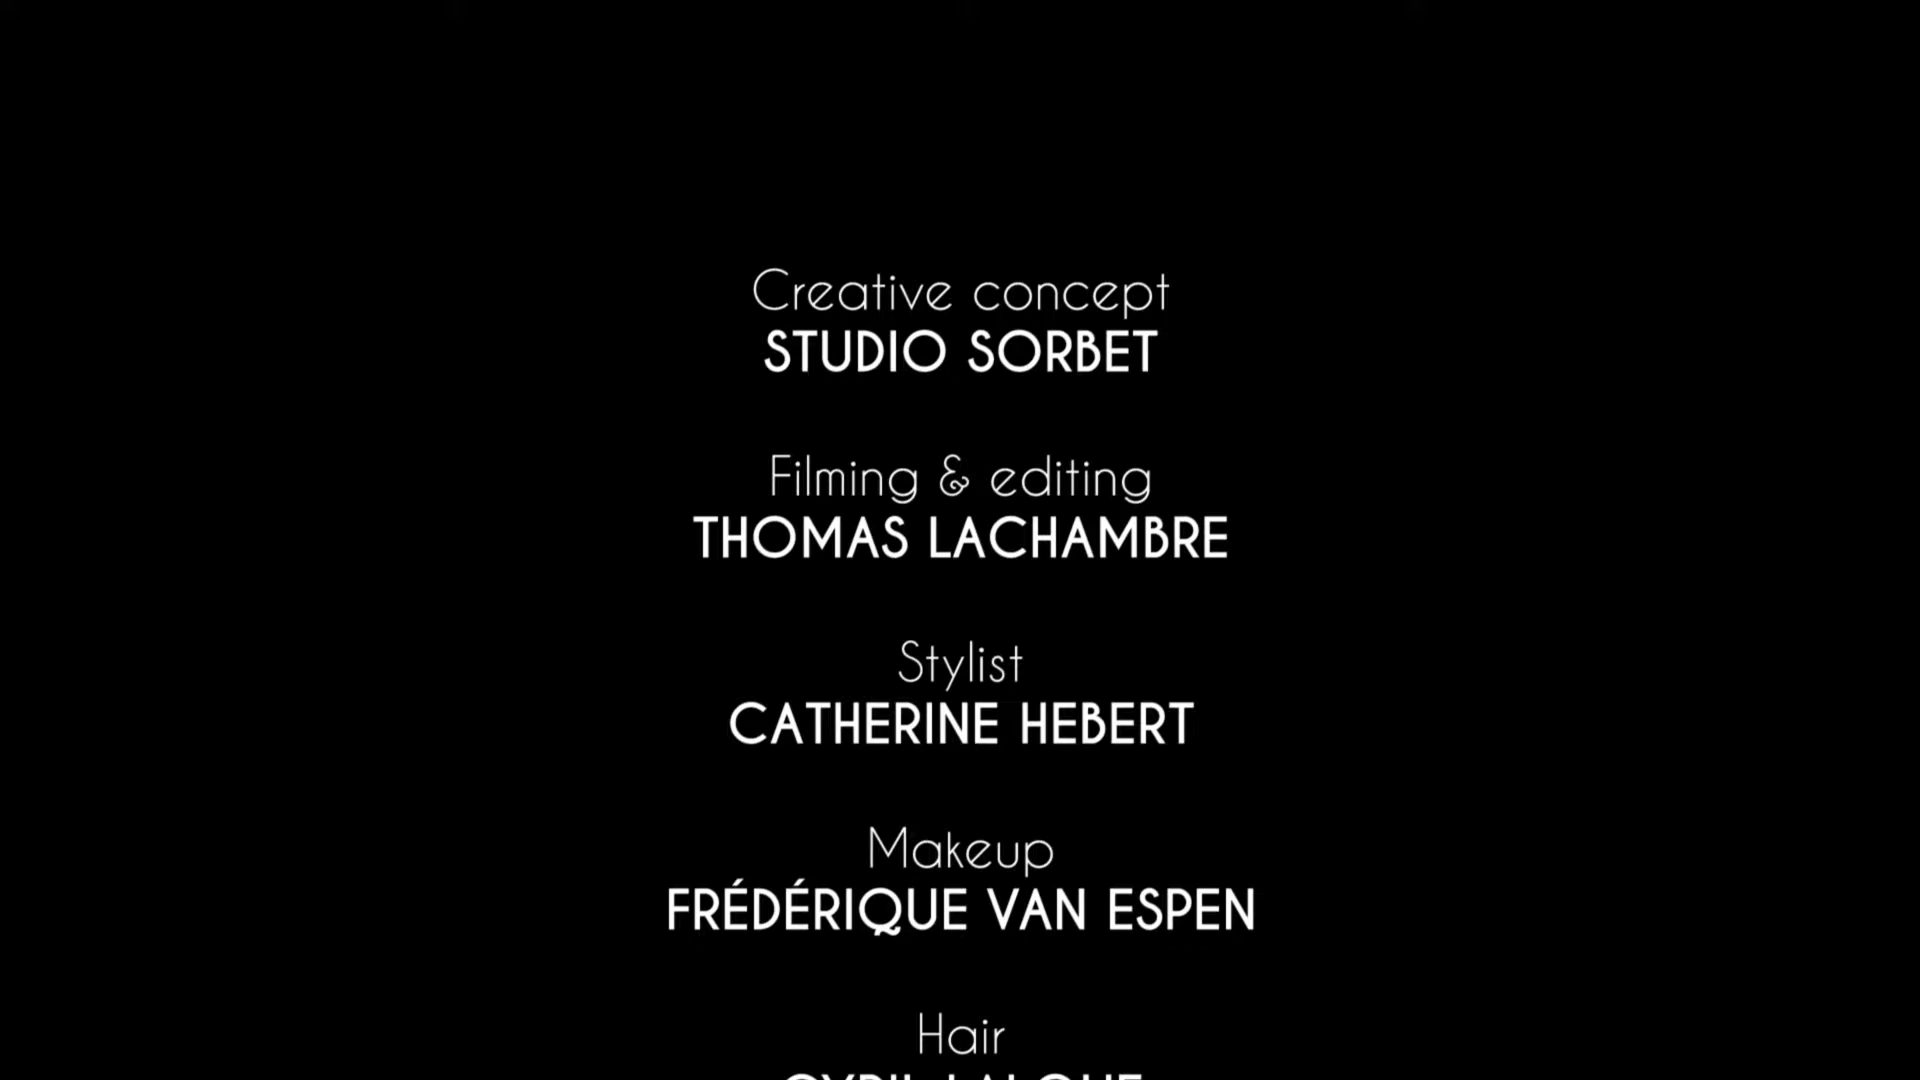 Creative concept
STUDIO SORBET
Filming & editing
THOMAS LACHAMBRE
Stylist
CATHERINE HEBERT
Makeup
FRÉDÉRIQUE VAN ESPEN
Hair